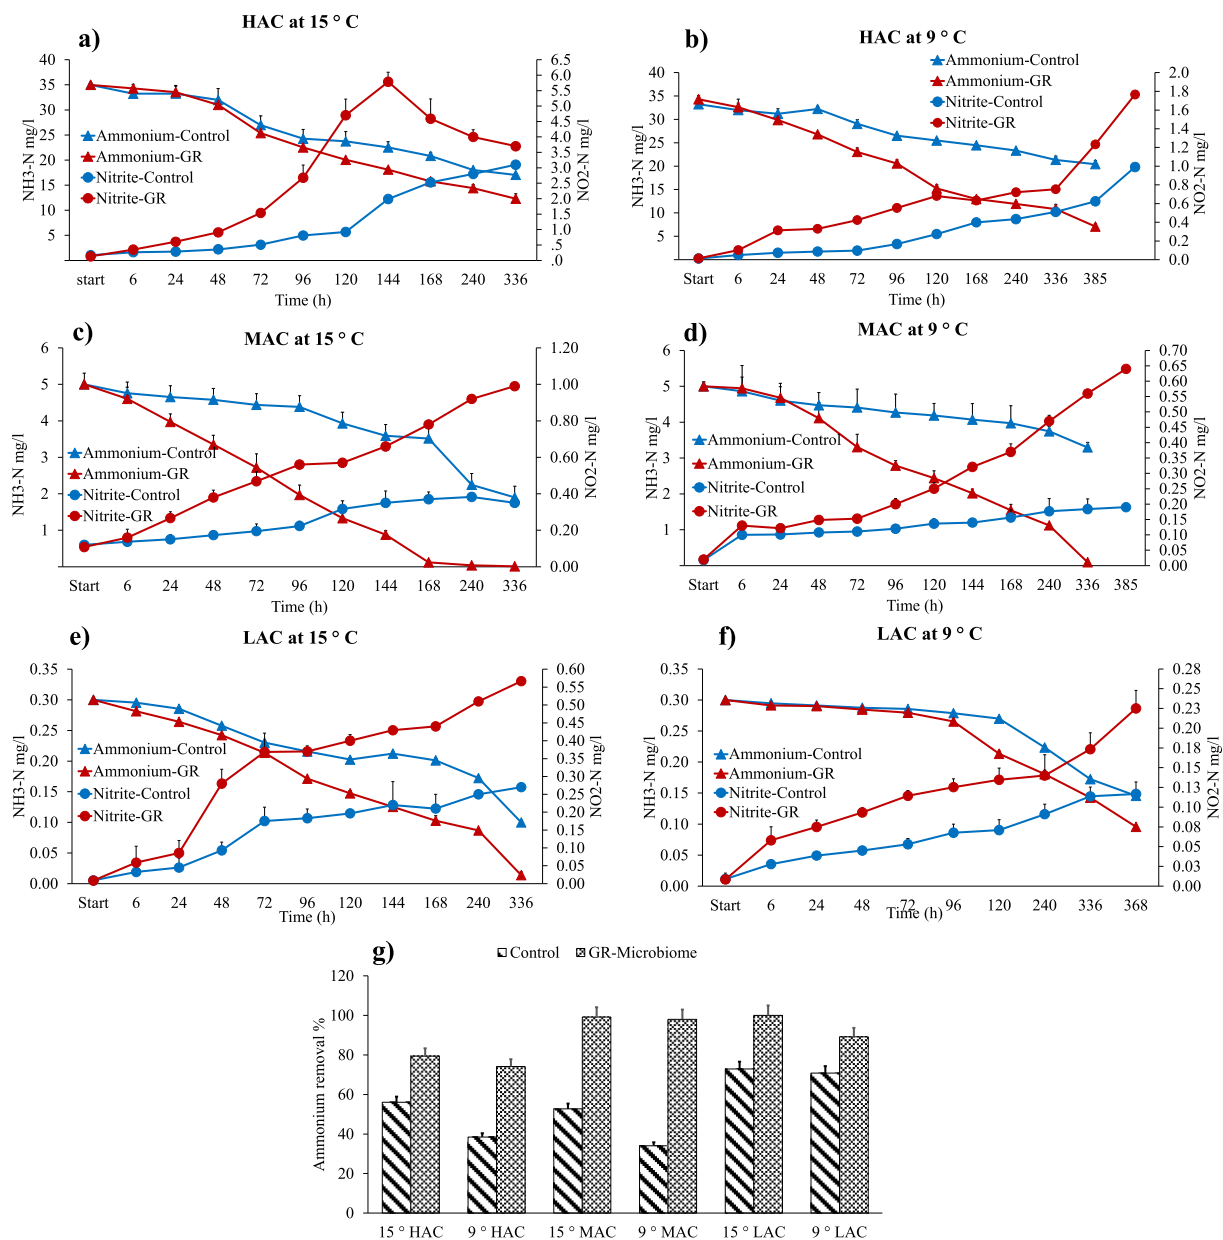 HAC at 15 ° C
a)
40
35
30
25
20
15
10
5
NH3-N mg/l
6.5
6.0
5.5
5.0
4.5
4.0
3.5
3.0
2.5
2.0
1.5
1.0
.5
.0
NO2-N mg/l
Ammonium-Control
Ammonium-GR
Nitrite-Control
Nitrite-GR
start 6 24 48 72 96 120 144 168 240 336
Time (h)
b)
HAC at 9 ° C
Ammonium-Control
Ammonium-GR
Nitrite-Control
Nitrite-GR
40
35
30
25
20
15
10
5
NH3-N mg/l
2.0
1.8
1.6
1.4
1.2
1.0
0.8
0.6
0.4
0.2
0.0
NO2-N mg/l
Start 6 24 48 72 96 120 168 240 336 385
Time (h)
c)
MAC at 15 ° C
6
5
4
3
2
1
NH3-N mg/l
1.20
1.00
0.80
0.60
0.40
0.20
0.00
NO2-N mg/l
Ammonium-Control
Ammonium-GR
Nitrite-Control
Nitrite-GR
Start 6 24 48 72 96 120 144 168 240 336
Time (h)
d)
MAC at 9 ° C
6
5
4
3
2
1
NH3-N mg/l
0.70
0.65
0.60
0.55
0.50
0.45
0.40
0.35
0.30
0.25
0.20
0.15
0.10
0.05
0.00
NO2-N mg/l
Ammonium-Control
Ammonium-GR
Nitrite-Control
Nitrite-GR
Start 6 24 48 72 96 120 144 168 240 336 385
Time (h)
e)
LAC at 15 ° C
0.35
0.30
0.25
0.20
0.15
0.10
0.05
0.00
NH3-N mg/l
0.60
0.55
0.50
0.45
0.40
0.35
0.30
0.25
0.20
0.15
0.10
0.05
0.00
NO2-N mg/l
Ammonium-Control
Ammonium-GR
Nitrite-Control
Nitrite-GR
Start 6 24 48 72 96 120 144 168 240 336
Time (h)
f)
LAC at 9 ° C
0.35
0.30
0.25
0.20
0.15
0.10
0.05
0.00
NH3-N mg/l
0.28
0.25
0.23
0.20
0.18
0.15
0.13
0.10
0.08
0.05
0.03
0.00
NO2-N mg/l
Ammonium-Control
Ammonium-GR
Nitrite-Control
Nitrite-GR
Start 6 24 48 72 96 120 240 336 368
Time (h)
g)
Control GR-Microbiome
120
100
80
60
40
20
0
Ammonium removal %
15 ° HAC 9 ° HAC 15 ° MAC 9 ° MAC 15 ° LAC 9 ° LAC